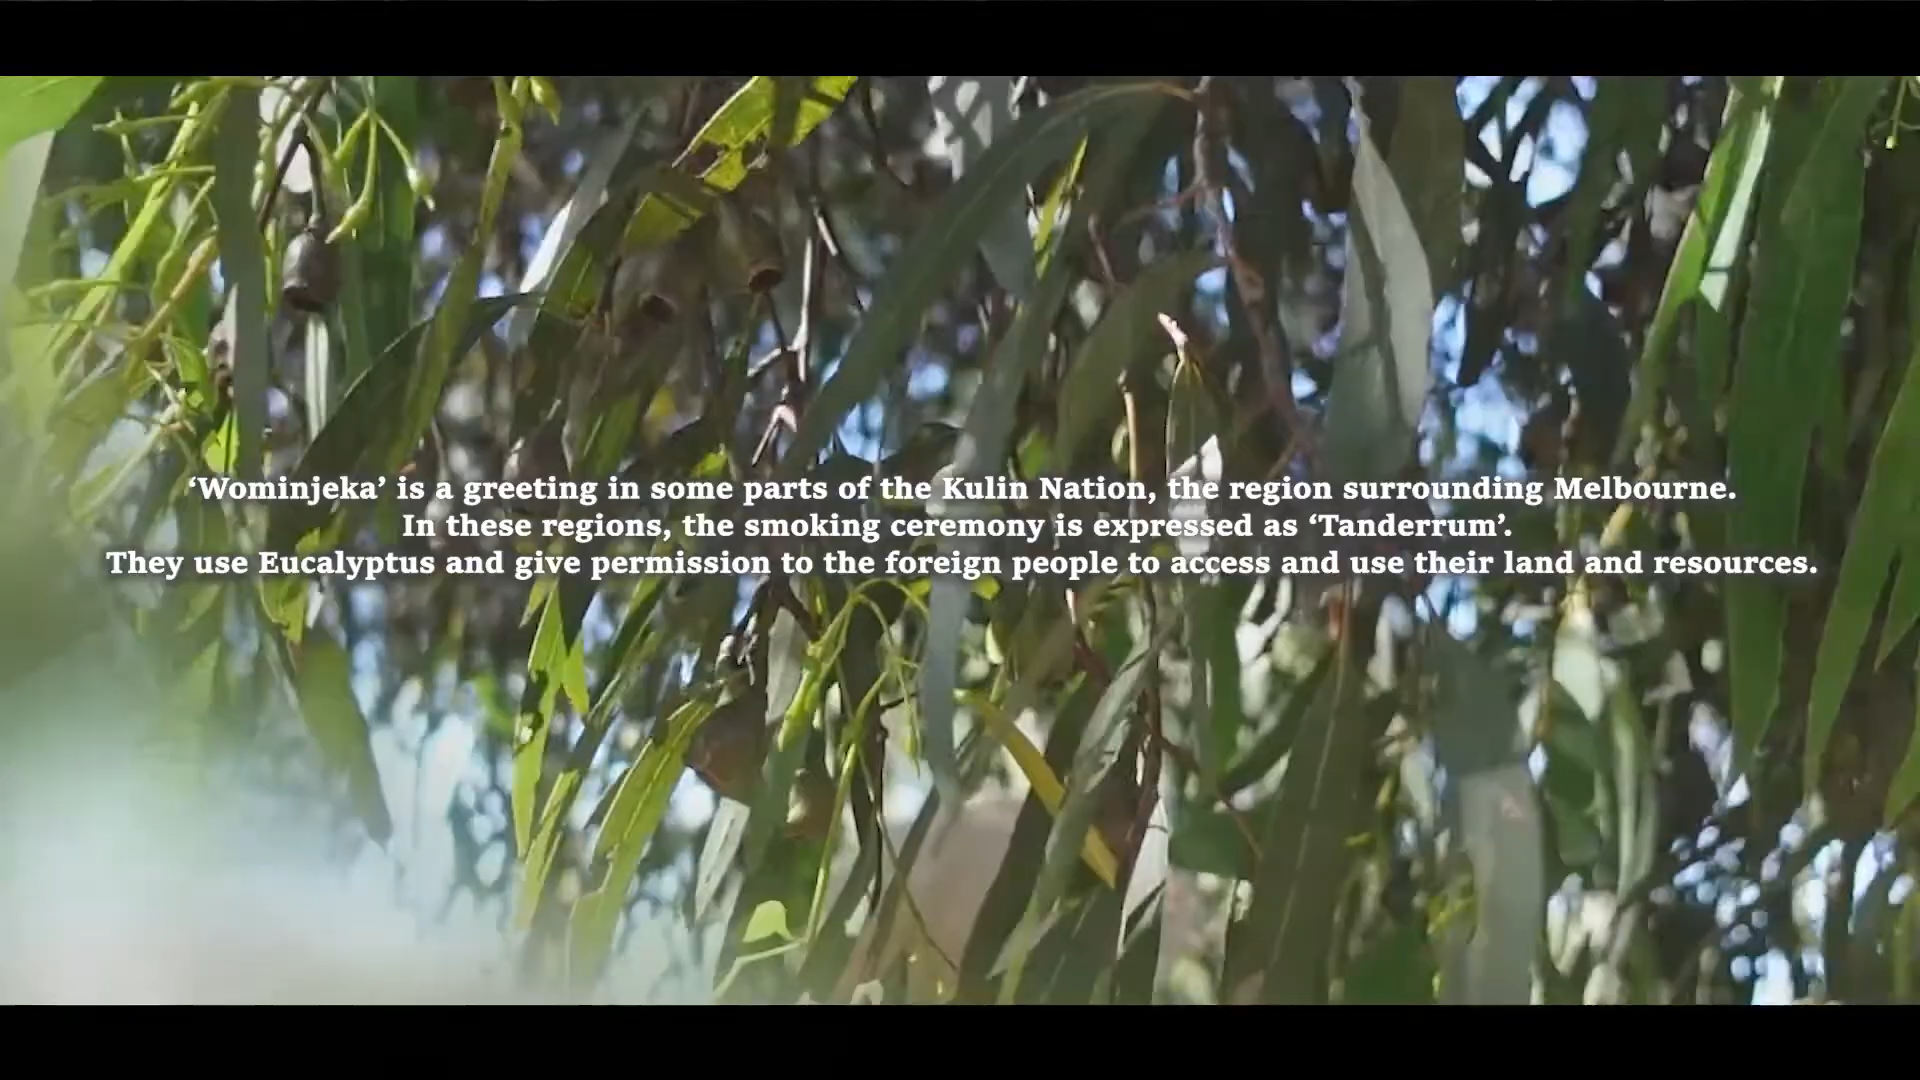 ‘Wominjeka’ is a greeting in some parts of the Kulin Nation, the region surrounding Melbourne.
In these regions, the smoking ceremony is expressed as ‘Tanderrum’.
They use Eucalyptus and give permission to the foreign people to access and use their land and resources.